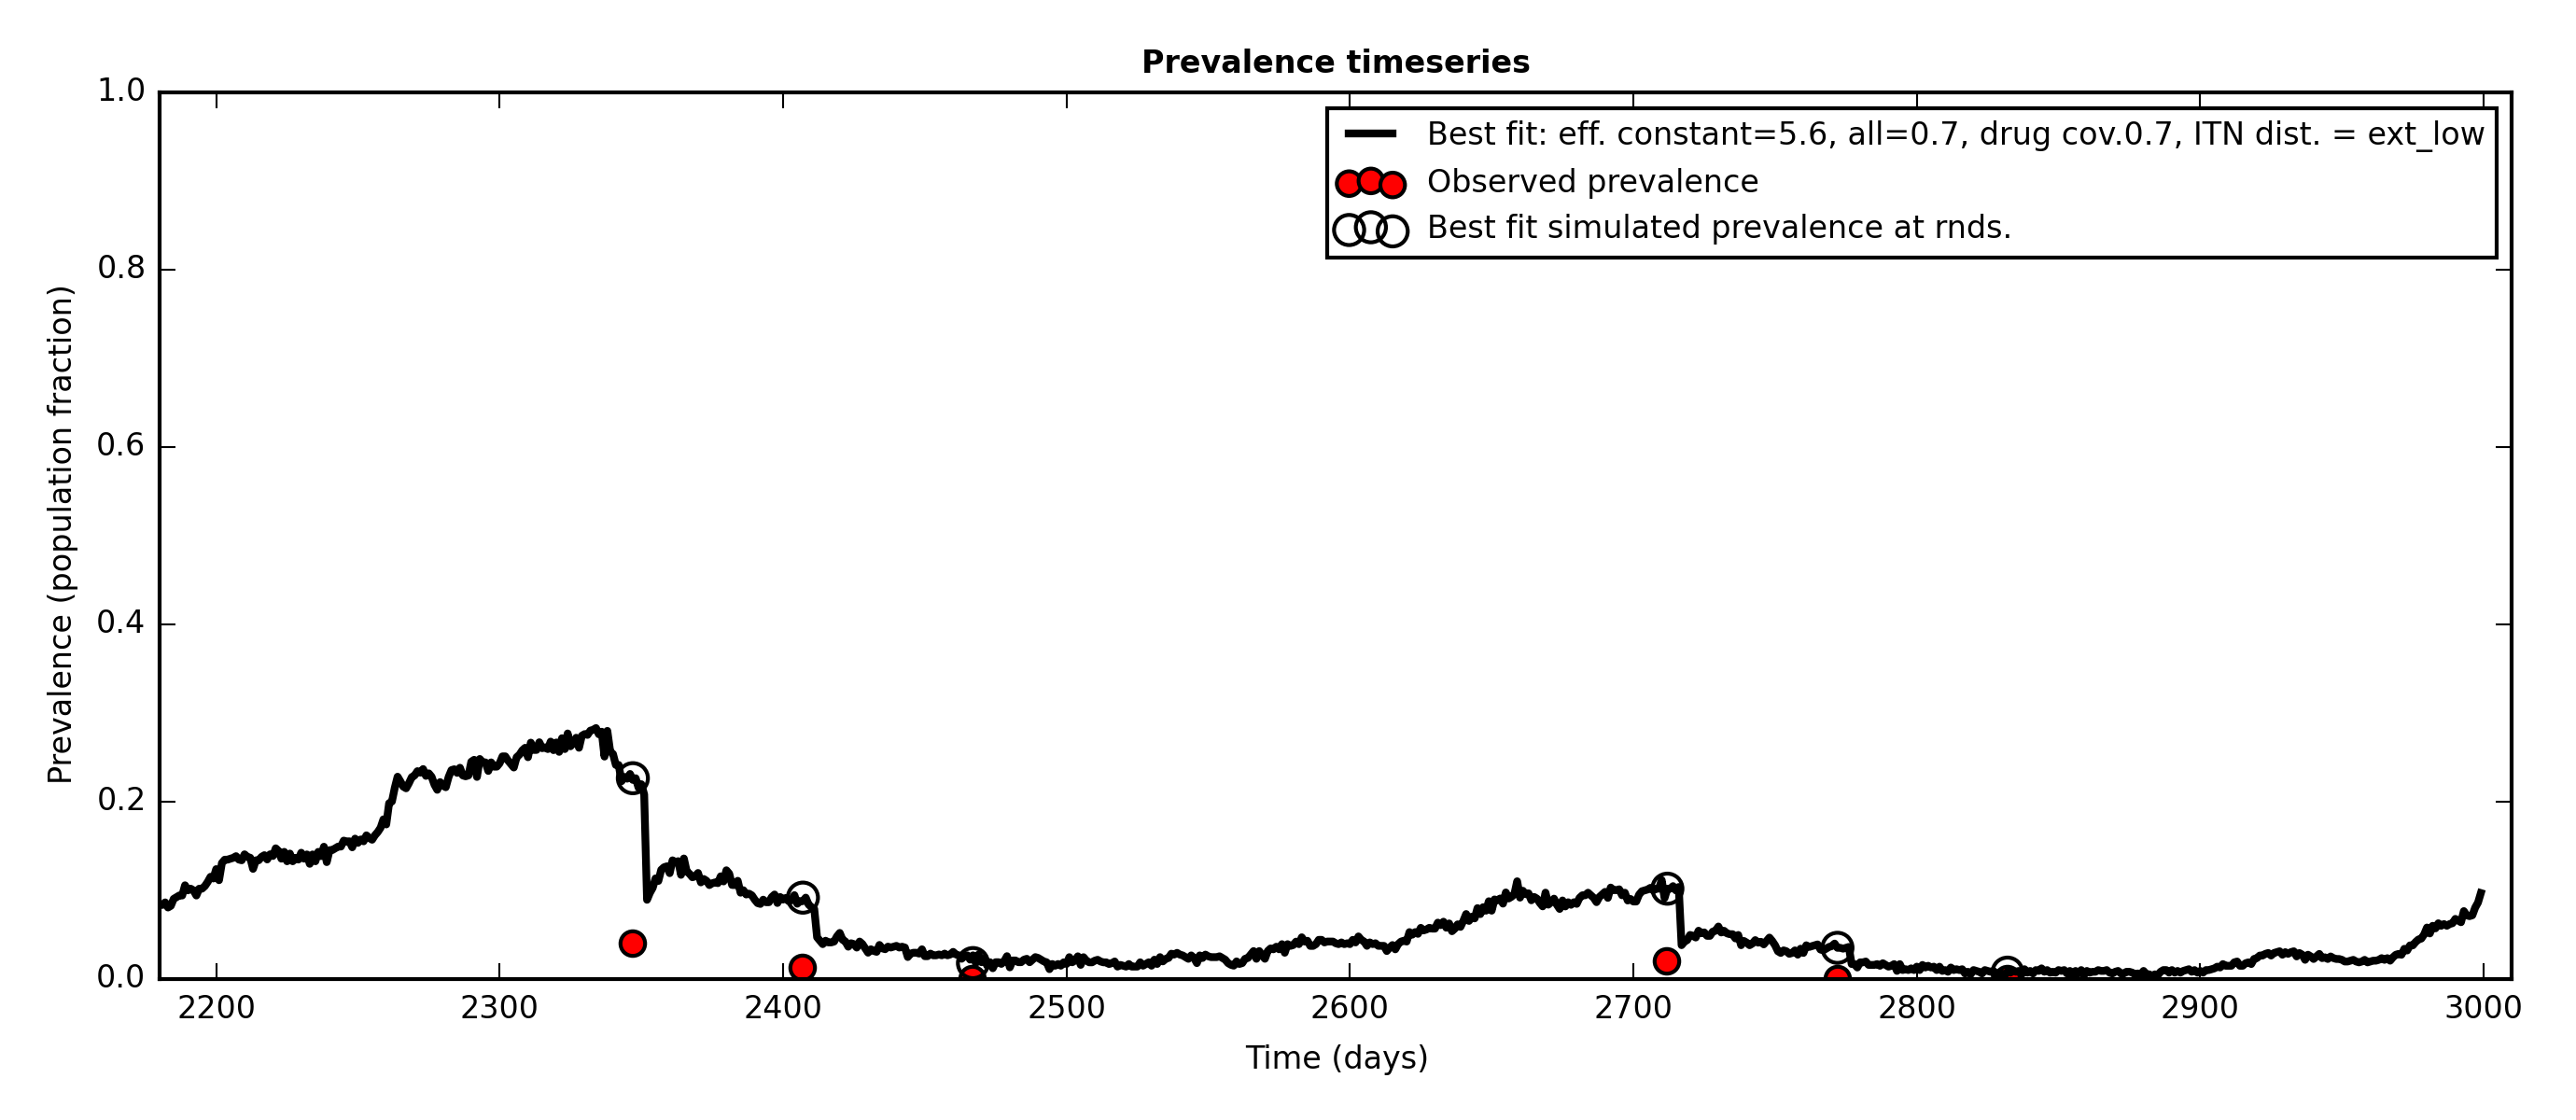 Prevalence timeseries
1.0
0.8
0.6
0.4
0.2
0.0
Prevalence (population fraction)
Best fit: eff. constant=5.6, all=0.7, drug cov.0.7, ITN dist. = ext_low
Observed prevalence
Best fit simulated prevalence at rnds.
2200 2300 2400 2500 2600 2700 2800 2900 3000
Time (days)